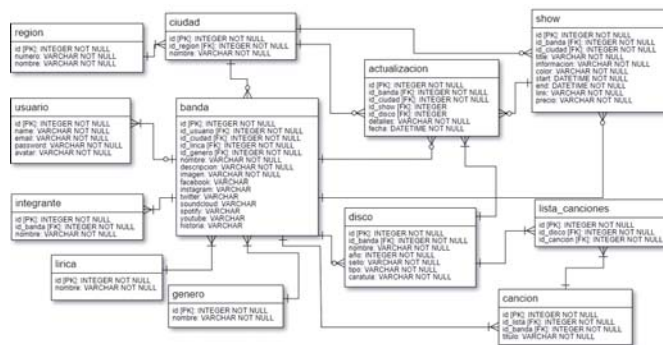 region
id [PK]: INTEGER NOT NULL
numero: VARCHAR NOT NULL
nombre: VARCHAR NOT NULL
ciudad
id [PK]: INTEGER NOT NULL
id_region [FK]: INTEGER NOT NULL
nombre: VARCHAR NOT NULL
show
id [PK]: INTEGER NOT NULL
id_banda [FK]: INTEGER NOT NULL
id_ciudad [FK]: INTEGER NOT NULL
title: VARCHAR NOT NULL
informacion: VARCHAR NOT NULL
color: VARCHAR NOT NULL
start: DATETIME NOT NULL
end: DATETIME NOT NULL
link: VARCHAR NOT NULL
precio: VARCHAR NOT NULL
actualizacion
id [PK]: INTEGER NOT NULL
id_banda [FK]: INTEGER NOT NULL
id_ciudad [FK]: INTEGER NOT NULL
id_show [FK]: INTEGER
id_disco [FK]: INTEGER
detalles: VARCHAR NOT NULL
fecha: DATETIME NOT NULL
usuario
id [PK]: INTEGER NOT NULL
name: VARCHAR NOT NULL
email: VARCHAR NOT NULL
password: VARCHAR NOT NULL
avatar: VARCHAR NOT NULL
banda
id [PK]: INTEGER NOT NULL
id_usuario [FK]: INTEGER NOT NULL
id_ciudad [FK]: INTEGER NOT NULL
id_lirica [FK]: INTEGER NOT NULL
id_genero [FK]: INTEGER NOT NULL
nombre: VARCHAR NOT NULL
descripcion: VARCHAR NOT NULL
imagen: VARCHAR NOT NULL
facebook: VARCHAR
instagram: VARCHAR
twitter: VARCHAR
soundcloud: VARCHAR
spotify: VARCHAR
youtube: VARCHAR
historia: VARCHAR
integrante
id [PK]: INTEGER NOT NULL
id_banda [FK]: INTEGER NOT NULL
nombre: VARCHAR NOT NULL
disco
id [PK]: INTEGER NOT NULL
id_banda [FK]: INTEGER NOT NULL
nombre: VARCHAR NOT NULL
año: INTEGER NOT NULL
sello: VARCHAR NOT NULL
tipo: VARCHAR NOT NULL
caratula: VARCHAR NOT NULL
lista_canciones
id [PK]: INTEGER NOT NULL
id_disco [FK]: INTEGER NOT NULL
id_cancion [FK]: INTEGER NOT NULL
lirica
id [PK]: INTEGER NOT NULL
nombre: VARCHAR NOT NULL
genero
id [PK]: INTEGER NOT NULL
nombre: VARCHAR NOT NULL
cancion
id [PK]: INTEGER NOT NULL
id_lista [FK]: INTEGER NOT NULL
id_banda [FK]: INTEGER NOT NULL
titulo: VARCHAR NOT NULL